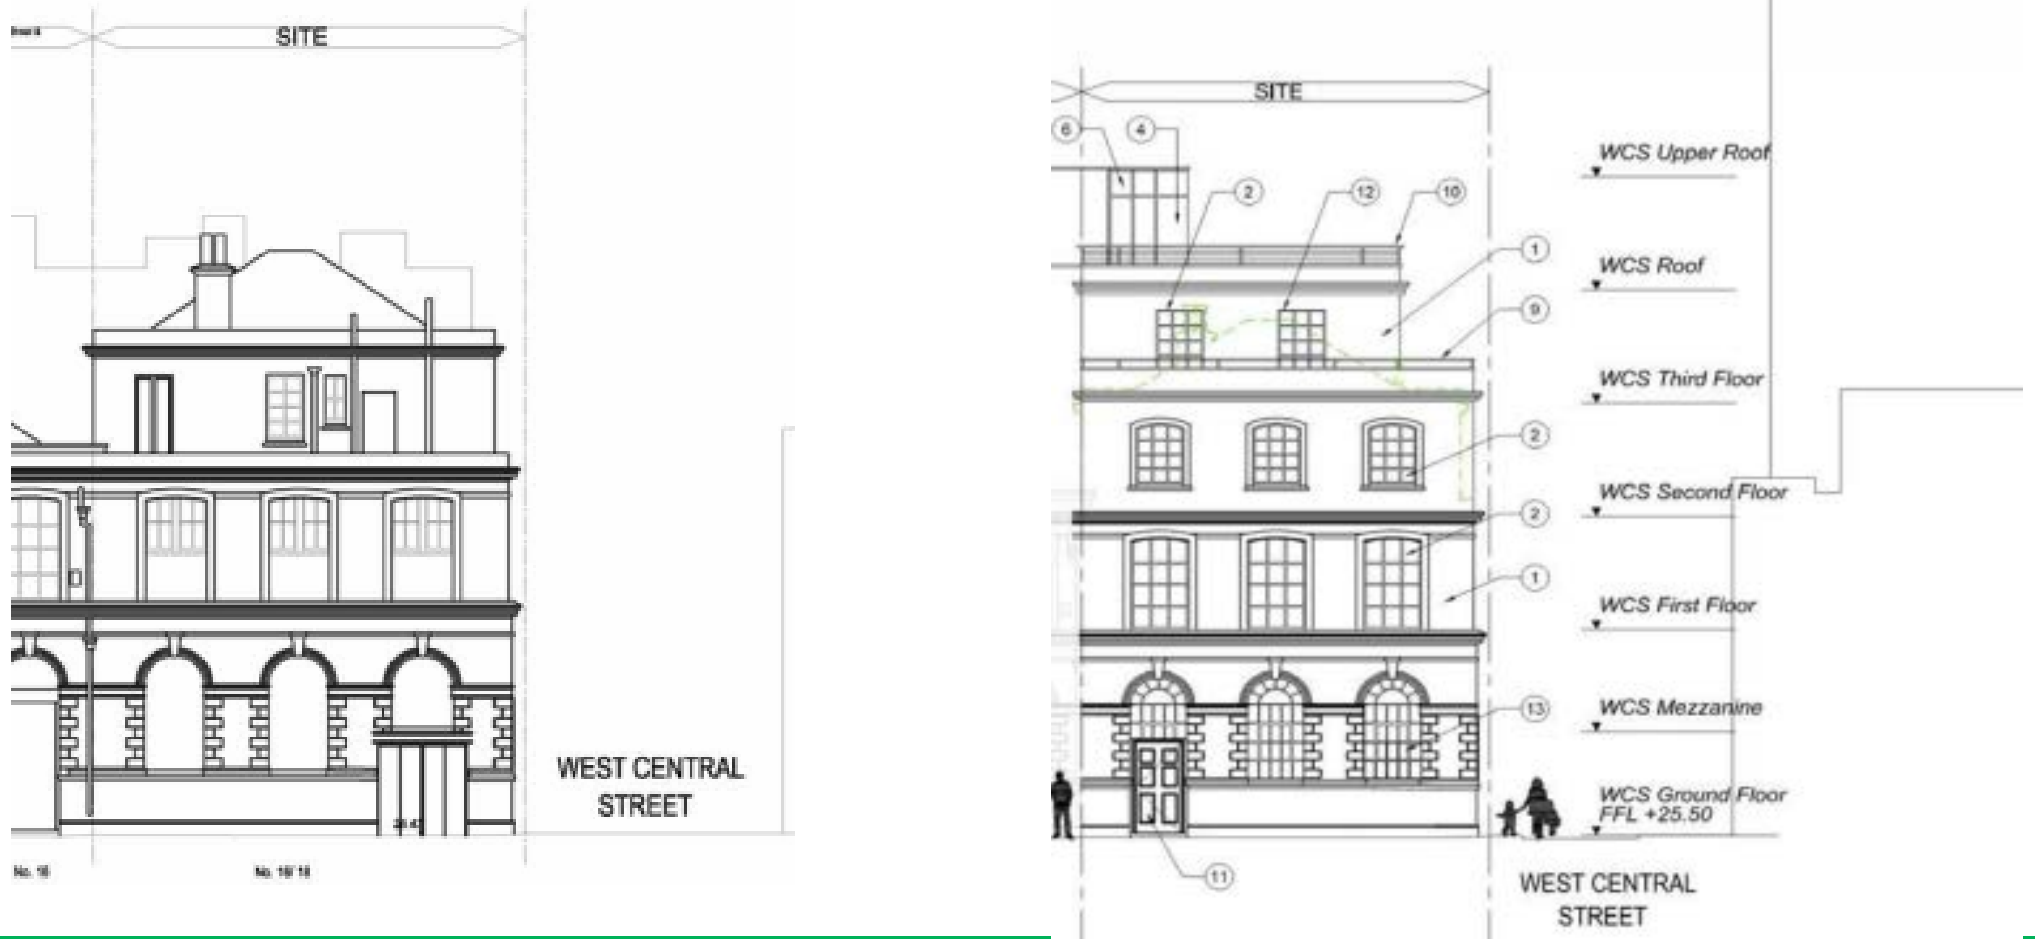 SITE
WEST CENTRAL
STREET
No. 16
No. 16/ 18
SITE
6
4
2
12
10
1
9
2
2
1
13
11
WCS Upper Roof
WCS Roof
WCS Third Floor
WCS Second Floor
WCS First Floor
WCS Mezzanine
WCS Ground Floor
FFL +25.50
WEST CENTRAL
STREET